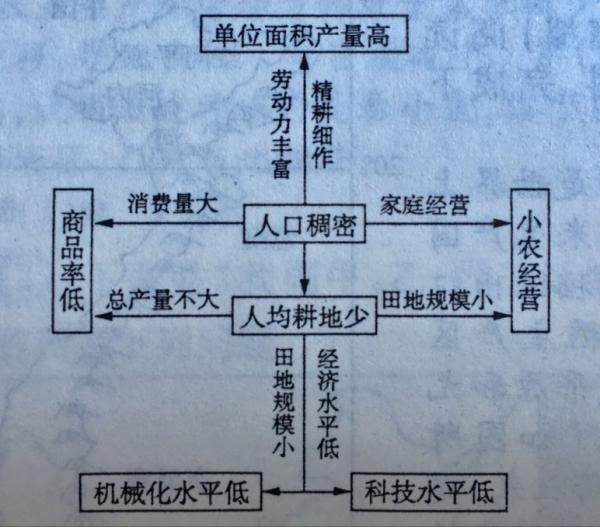 单位面积产量高
劳动力丰富
精耕细作
消费量大
家庭经营
商品率低
人口稠密
小农经营
总产量不大
人均耕地少
田地规模小
田地规模小
经济水平低
机械化水平低
科技水平低